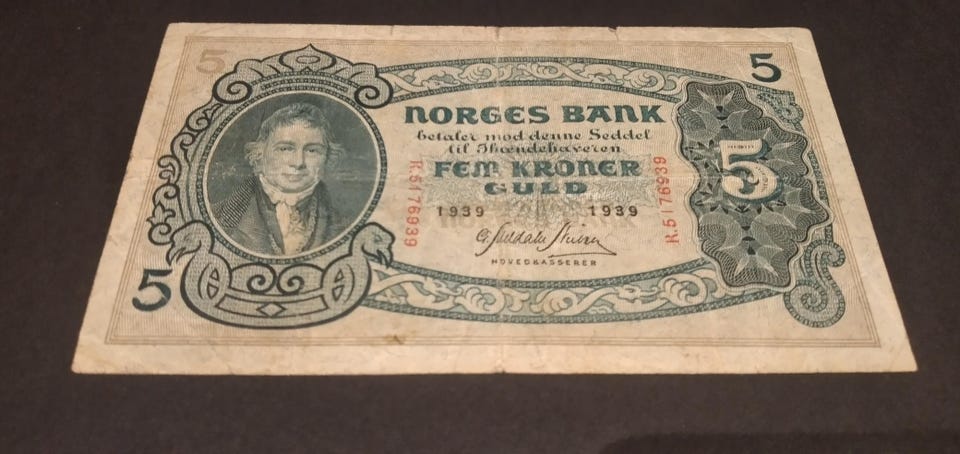 5
5
NORGES BANK
betaler mod denne Seddel
til Ihændehaveren
FEM KRONER
GULD
R.5176939
R.5176939
5
1939 1939
HOVEDKASSERER
5